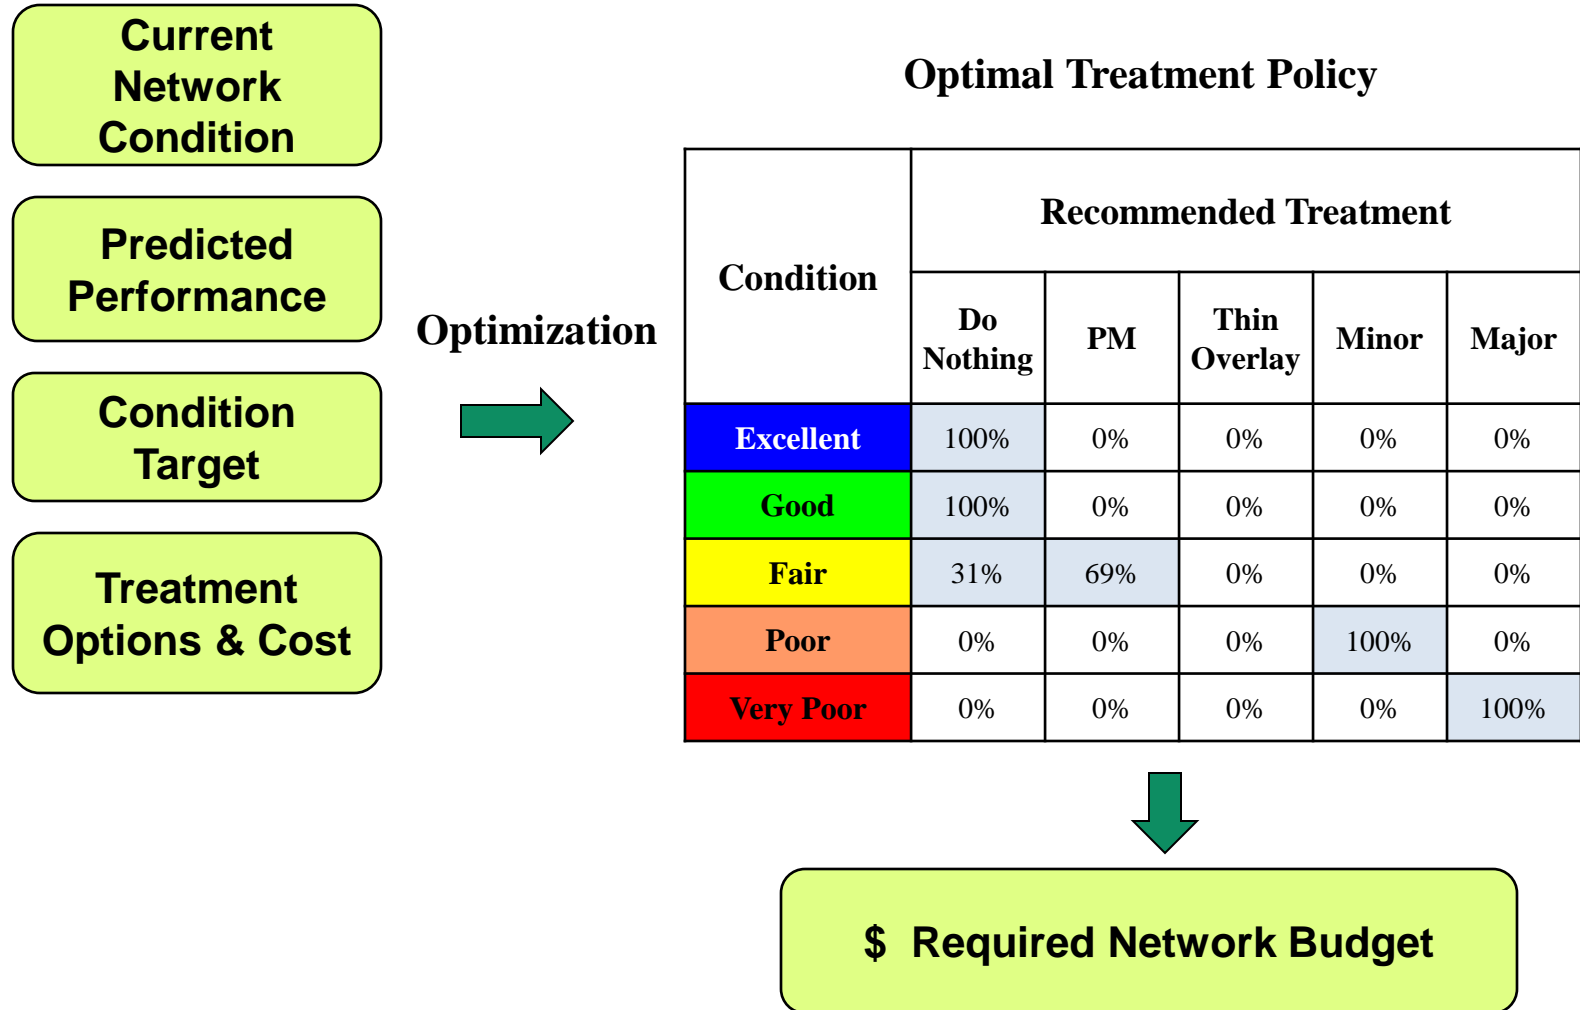 Current
Network
Condition
Predicted
Performance
Condition
Target
Treatment
Options & Cost
Optimization
Optimal Treatment Policy
Condition
Recommended Treatment
Do
Nothing
PM
Thin
Overlay
Minor
Major
Excellent 100% 0% 0% 0% 0%
Good 100% 0% 0% 0% 0%
Fair 31% 69% 0% 0% 0%
Poor 0% 0% 0% 100% 0%
Very Poor 0% 0% 0% 0% 100%
$ Required Network Budget